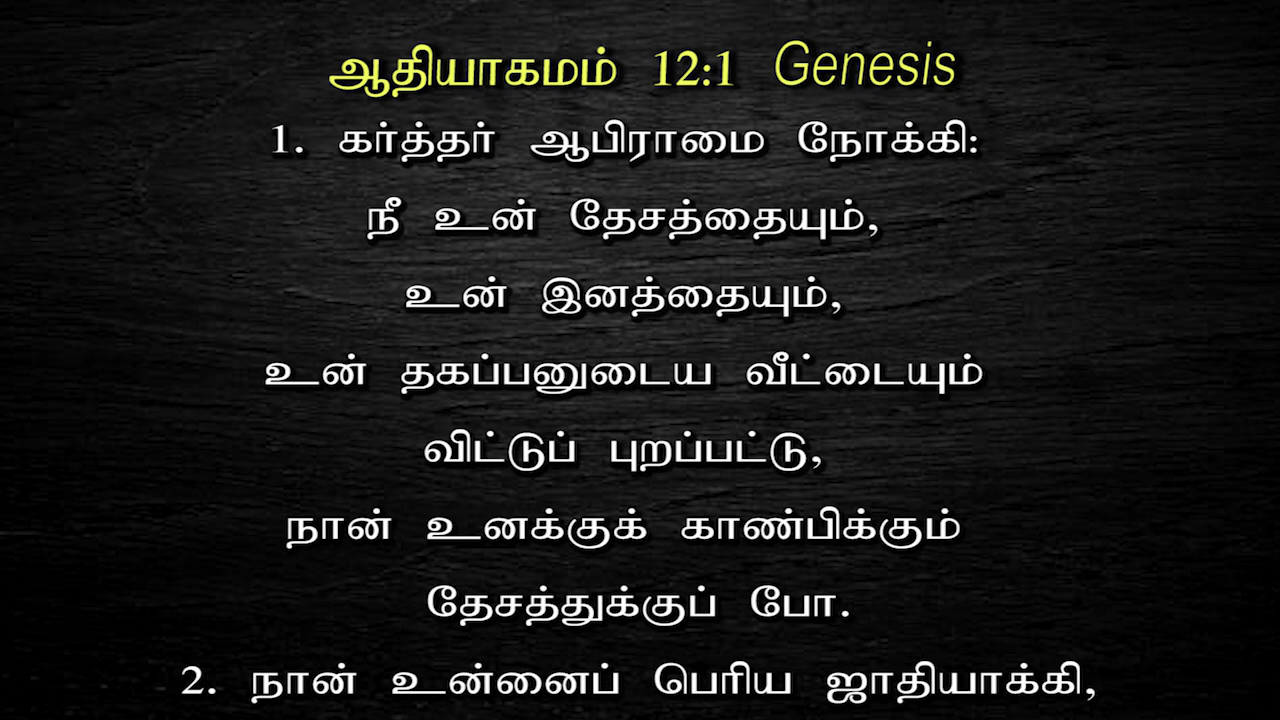 ஆதியாகமம் 12:1 Genesis
1. கர்த்தர் ஆபிராமை நோக்கி:
நீ உன் தேசத்தையும்,
உன் இனத்தையும்,
உன் தகப்பனுடைய வீட்டையும்
விட்டுப் புறப்பட்டு,
நான் உனக்குக் காண்பிக்கும்
தேசத்துக்குப் போ.
2. நான் உன்னைப் பெரிய ஜாதியாக்கி,